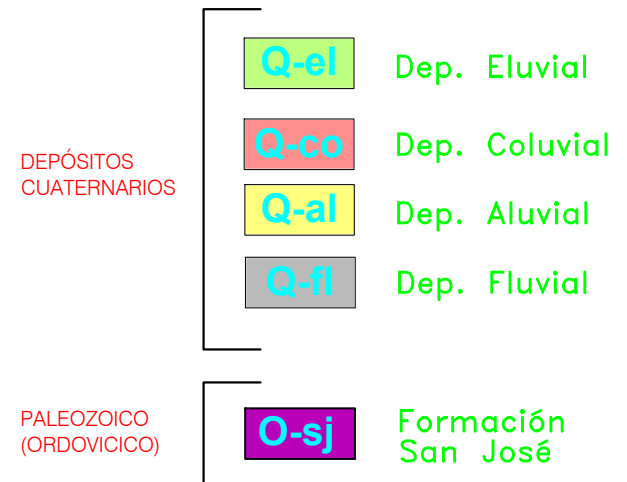 DEPÓSITOS
CUATERNARIOS
Q-el Dep. Eluvial
Q-co Dep. Coluvial
Q-al Dep. Aluvial
Q-fl Dep. Fluvial
PALEOZOICO
(ORDOVICICO)
O-sj
Formación
San José